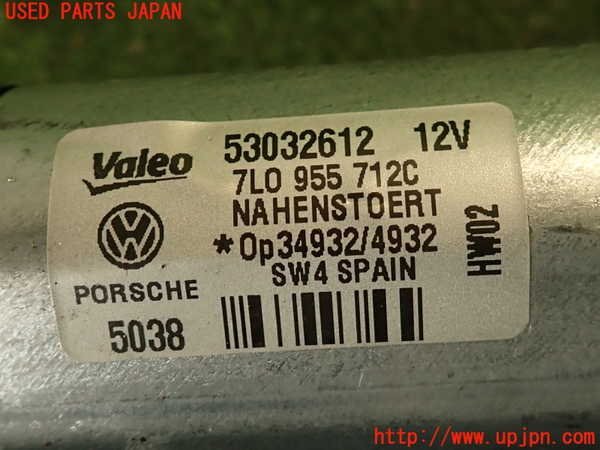 USED PARTS JAPAN
Valeo 53032612 12V
7L0 955 712C
NAHENSTOERT
*Op34932/4932
SW4 SPAIN
HW02
PORSCHE
5038
http://www.upjpn.com/